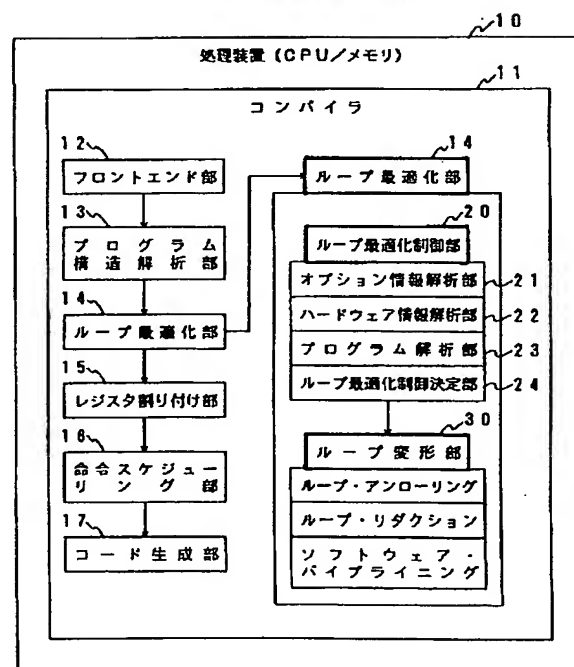 10
処理装置(CPU/メモリ)
11
コンパイラ
12
フロントエンド部
13
プログラム
構造解析部
14
ループ最適化部
15
レジスタ割り付け部
16
命令スケジュー
リング部
17
コード生成部
14
ループ最適化部
20
ループ最適化制御部
オプション情報解析部
21
ハードウェア情報解析部
22
プログラム解析部
23
ループ最適化制御決定部
24
30
ループ変形部
ループ・アンローリング
ループ・リダクション
ソフトウェア・
パイプライニング